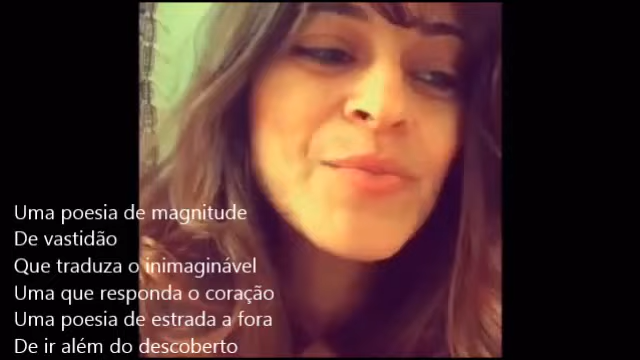 Uma poesia de magnitude
De vastidão
Que traduza o inimaginável
Uma que responda o coração
Uma poesia de estrada a fora
De ir além do descoberto